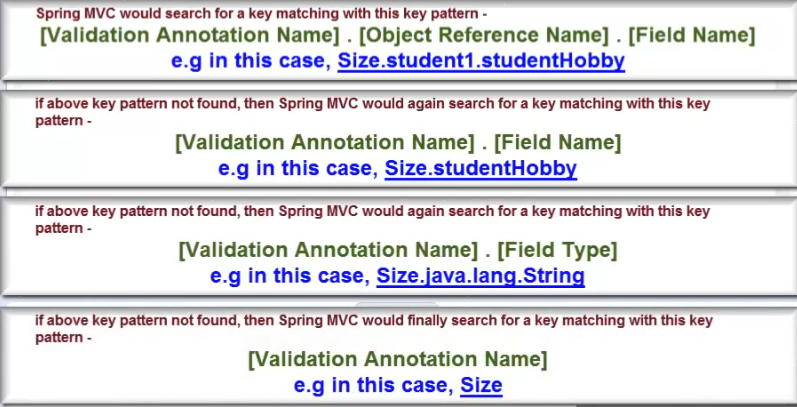 Spring MVC would search for a key matching with this key pattern -
[Validation Annotation Name] . [Object Reference Name] . [Field Name]
e.g in this case, Size.student1.studentHobby
if above key pattern not found, then Spring MVC would again search for a key matching with this key
pattern -
[Validation Annotation Name] . [Field Name]
e.g in this case, Size.studentHobby
if above key pattern not found, then Spring MVC would again search for a key matching with this key
pattern -
[Validation Annotation Name] . [Field Type]
e.g in this case, Size.java.lang.String
if above key pattern not found, then Spring MVC would finally search for a key matching with this key
pattern -
[Validation Annotation Name]
e.g in this case, Size